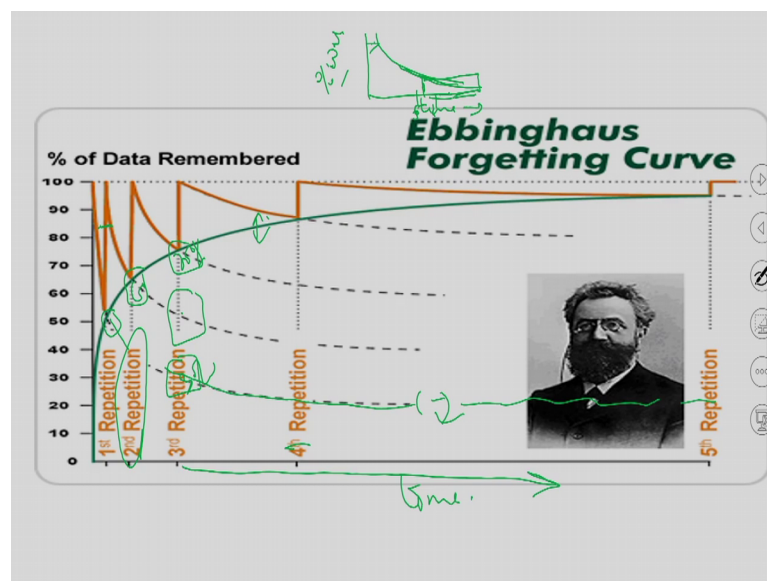 Ebbinghaus
Forgetting Curve
% of Data Remembered
100
90
80
70
60
50
40
30
20
10
0
1st Repetition
2nd Repetition
3rd Repetition
4th Repetition
5th Repetition
time.